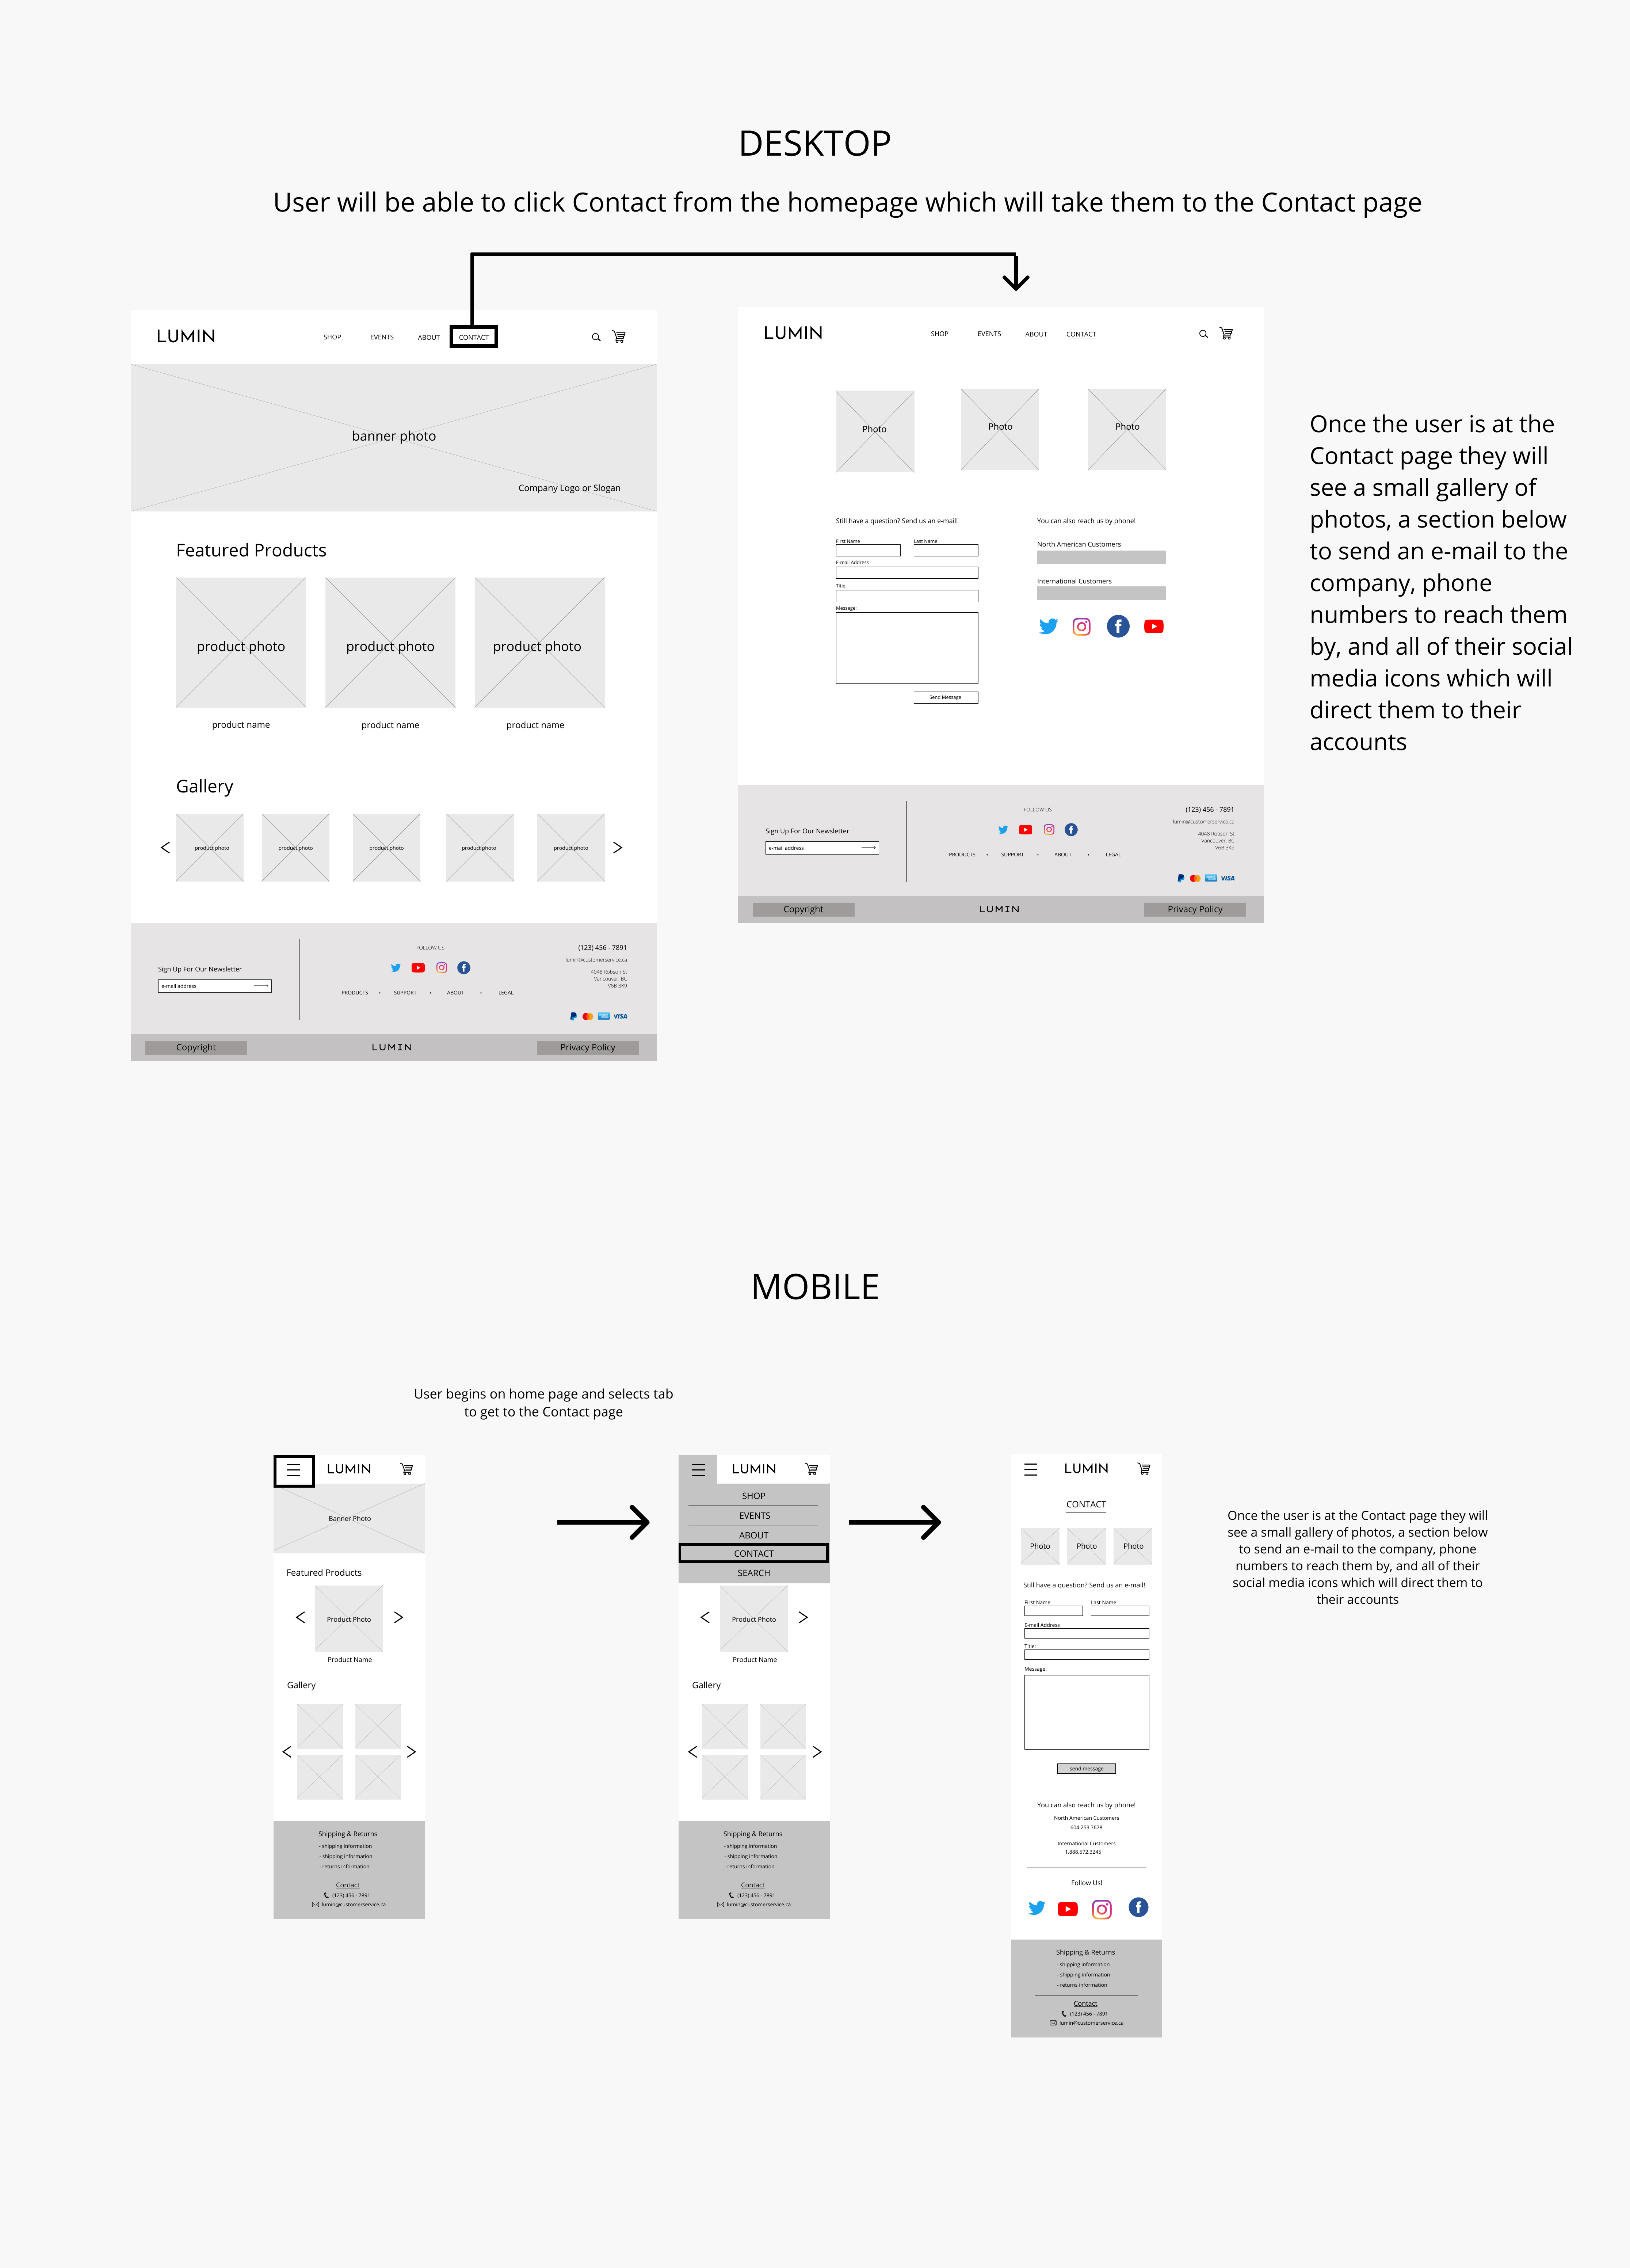 DESKTOP
User will be able to click Contact from the homepage which will take them to the Contact page
LUMIN
SHOP EVENTS ABOUT CONTACT
banner photo
Company Logo or Slogan
Featured Products
product photo product photo product photo
product name product name product name
Gallery
product photo product photo product photo product photo product photo
Sign Up For Our Newsletter
e-mail address
FOLLOW US
PRODUCTS • SUPPORT • ABOUT • LEGAL
(123) 456 - 7891
lumin@customerservice.ca
4048 Robson St
Vancouver, BC
V6B 3K9
VISA
Copyright LUMIN Privacy Policy
LUMIN
SHOP EVENTS ABOUT CONTACT
Photo Photo Photo
Still have a question? Send us an e-mail!
First Name Last Name
E-mail Address
Title:
Message:
Send Message
You can also reach us by phone!
North American Customers
International Customers
Sign Up For Our Newsletter
e-mail address
FOLLOW US
PRODUCTS • SUPPORT • ABOUT • LEGAL
(123) 456 - 7891
lumin@customerservice.ca
4048 Robson St
Vancouver, BC
V6B 3K9
VISA
Copyright LUMIN Privacy Policy
Once the user is at the
Contact page they will
see a small gallery of
photos, a section below
to send an e-mail to the
company, phone
numbers to reach them
by, and all of their social
media icons which will
direct them to their
accounts
MOBILE
User begins on home page and selects tab
to get to the Contact page
LUMIN
Banner Photo
Featured Products
Product Photo
Product Name
Gallery
Shipping & Returns
- shipping information
- shipping information
- returns information
Contact
(123) 456 - 7891
lumin@customerservice.ca
LUMIN
SHOP
EVENTS
ABOUT
CONTACT
SEARCH
Product Photo
Product Name
Gallery
Shipping & Returns
- shipping information
- shipping information
- returns information
Contact
(123) 456 - 7891
lumin@customerservice.ca
LUMIN
CONTACT
Photo Photo Photo
Still have a question? Send us an e-mail!
First Name Last Name
E-mail Address
Title:
Message:
send message
You can also reach us by phone!
North American Customers
604.253.7678
International Customers
1.888.572.3245
Follow Us!
Shipping & Returns
- shipping information
- shipping information
- returns information
Contact
(123) 456 - 7891
lumin@customerservice.ca
Once the user is at the Contact page they will
see a small gallery of photos, a section below
to send an e-mail to the company, phone
numbers to reach them by, and all of their
social media icons which will direct them to
their accounts